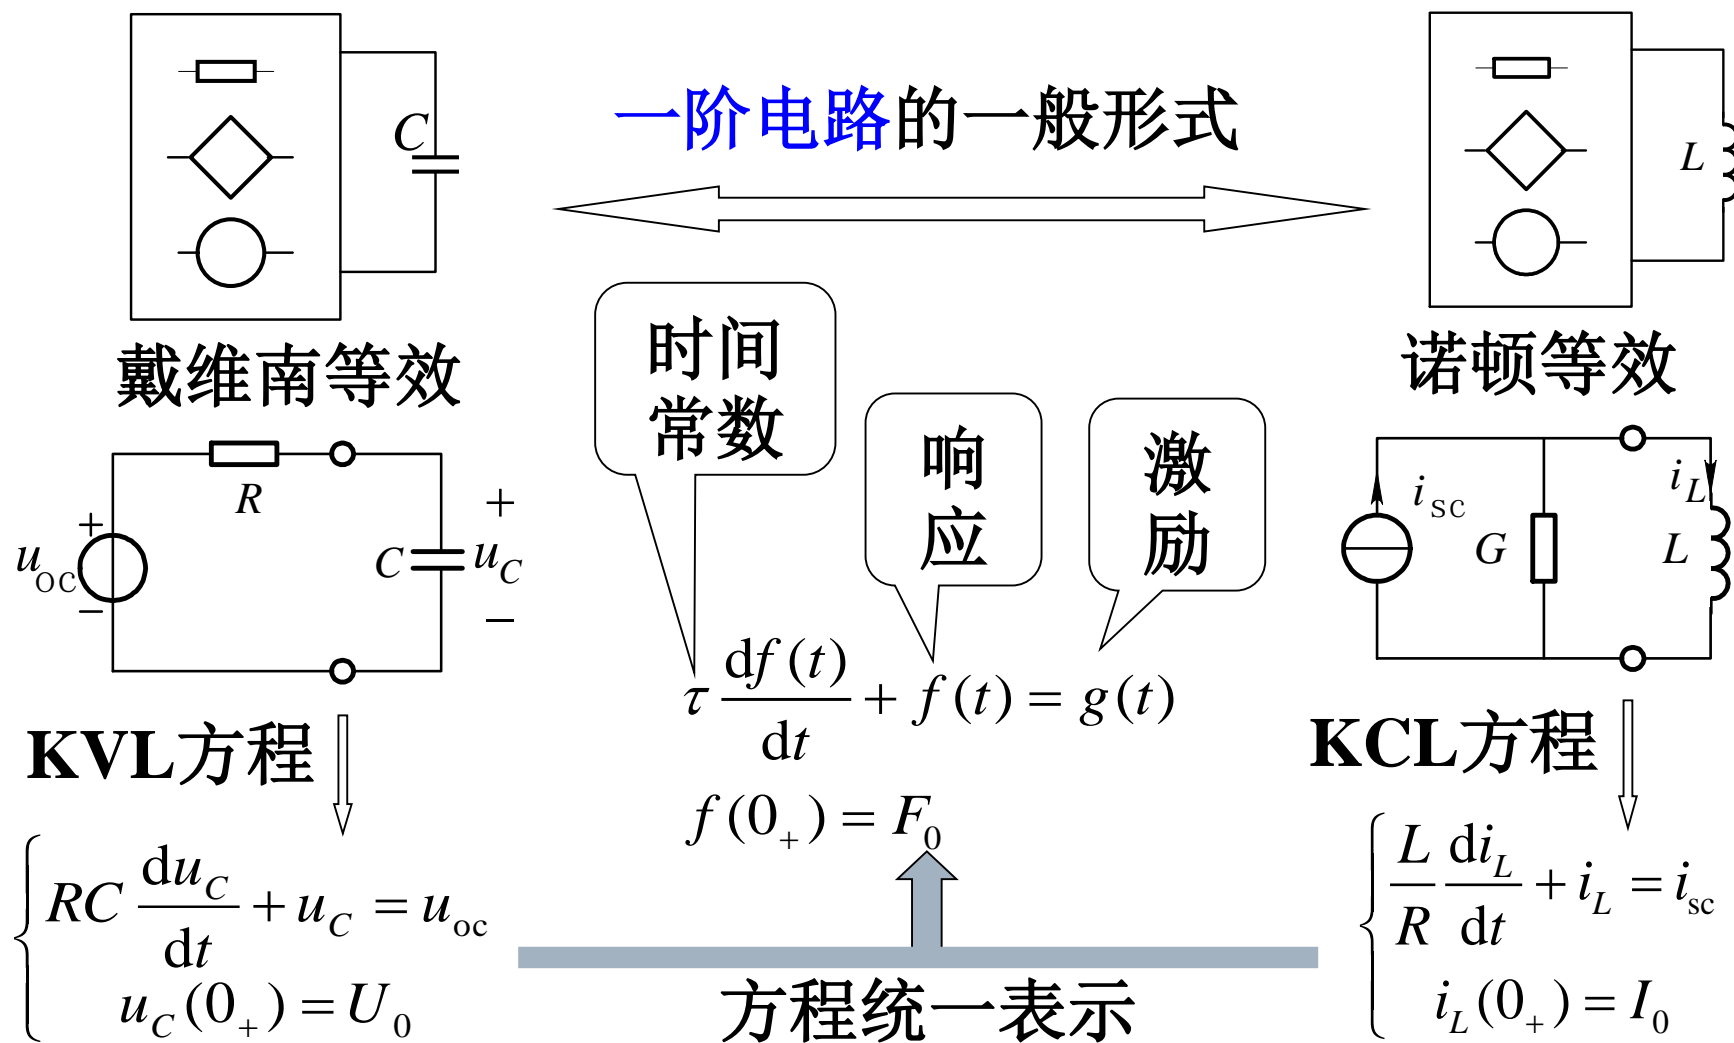 一阶电路的一般形式
C
L
戴维南等效
诺顿等效
时间
常数
响
应
激
励
R
+
u_oc
−
C
+
u_C
−
i_sc
G
i_L
L
τ df(t)/dt + f(t) = g(t)
f(0_+) = F_0
KVL方程
KCL方程
RC du_C/dt + u_C = u_oc
u_C(0_+) = U_0
L/R di_L/dt + i_L = i_sc
i_L(0_+) = I_0
方程统一表示